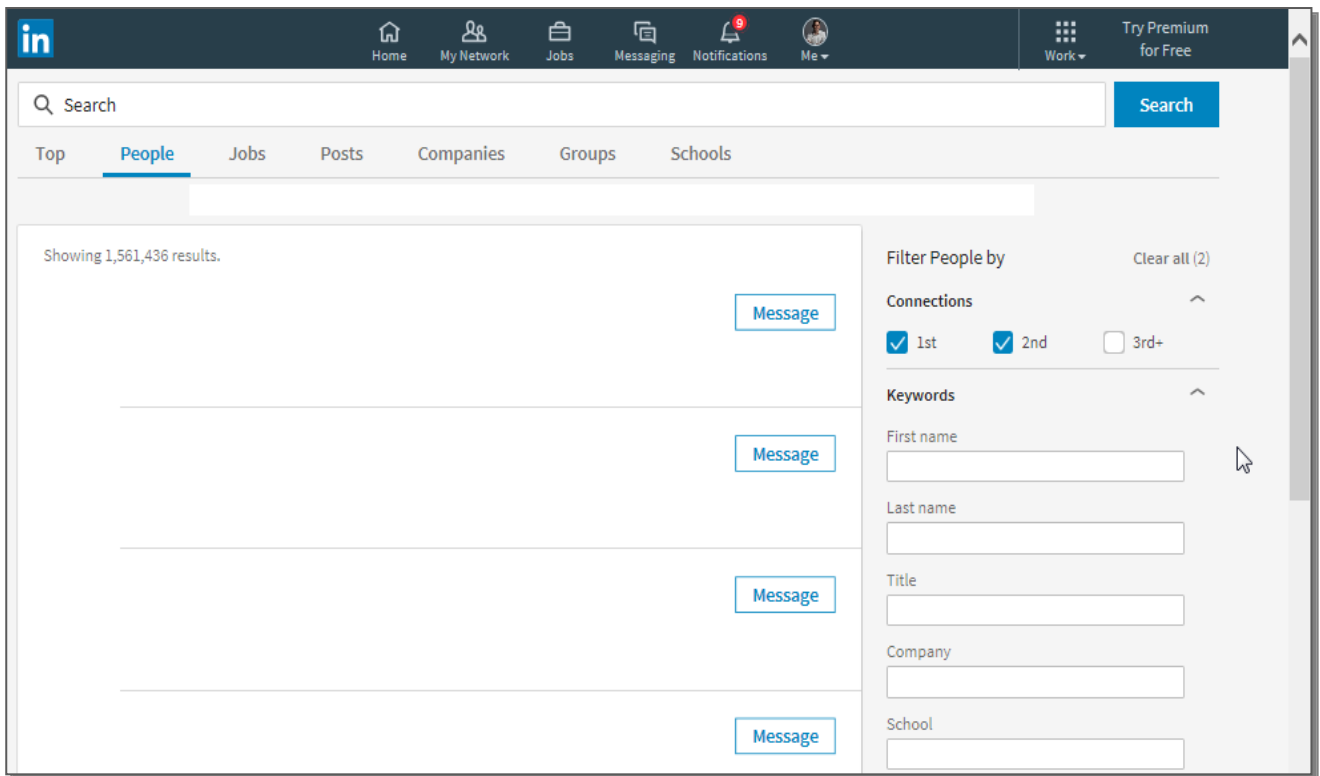 in
Home
My Network
Jobs
Messaging
9
Notifications
Me
Work
Try Premium
for Free
Search
Search
Top People Jobs Posts Companies Groups Schools
Showing 1,561,436 results.
Message
Message
Message
Message
Filter People by Clear all (2)
Connections
1st 2nd 3rd+
Keywords
First name
Last name
Title
Company
School